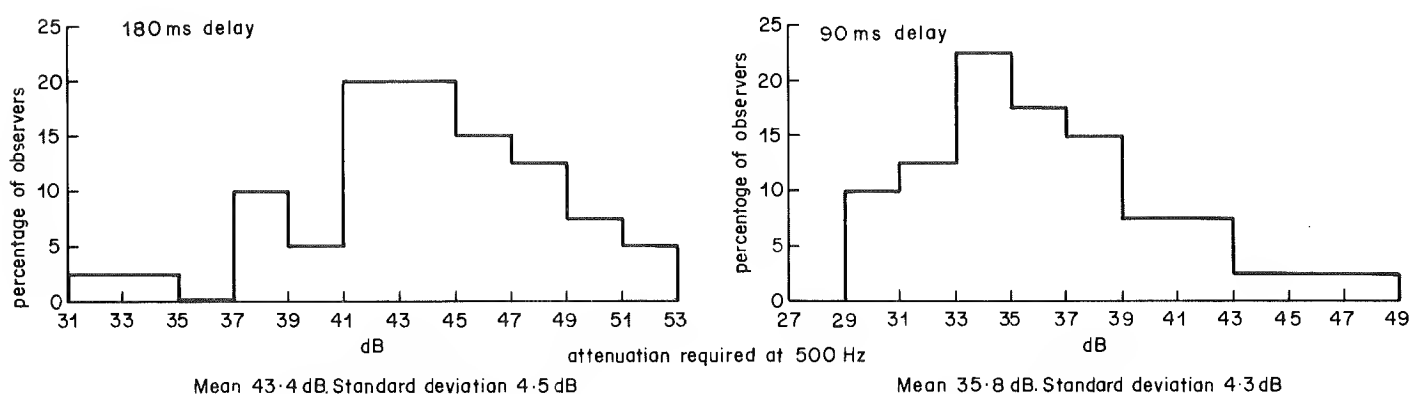 180 ms delay
percentage of observers
25
20
15
10
5
0
31 33 35 37 39 41 43 45 47 49 51 53
dB
90 ms delay
percentage of observers
25
20
15
10
5
0
27 29 31 33 35 37 39 41 43 45 47 49
dB
attenuation required at 500 Hz
Mean 43·4 dB. Standard deviation 4·5 dB
Mean 35·8 dB. Standard deviation 4·3 dB